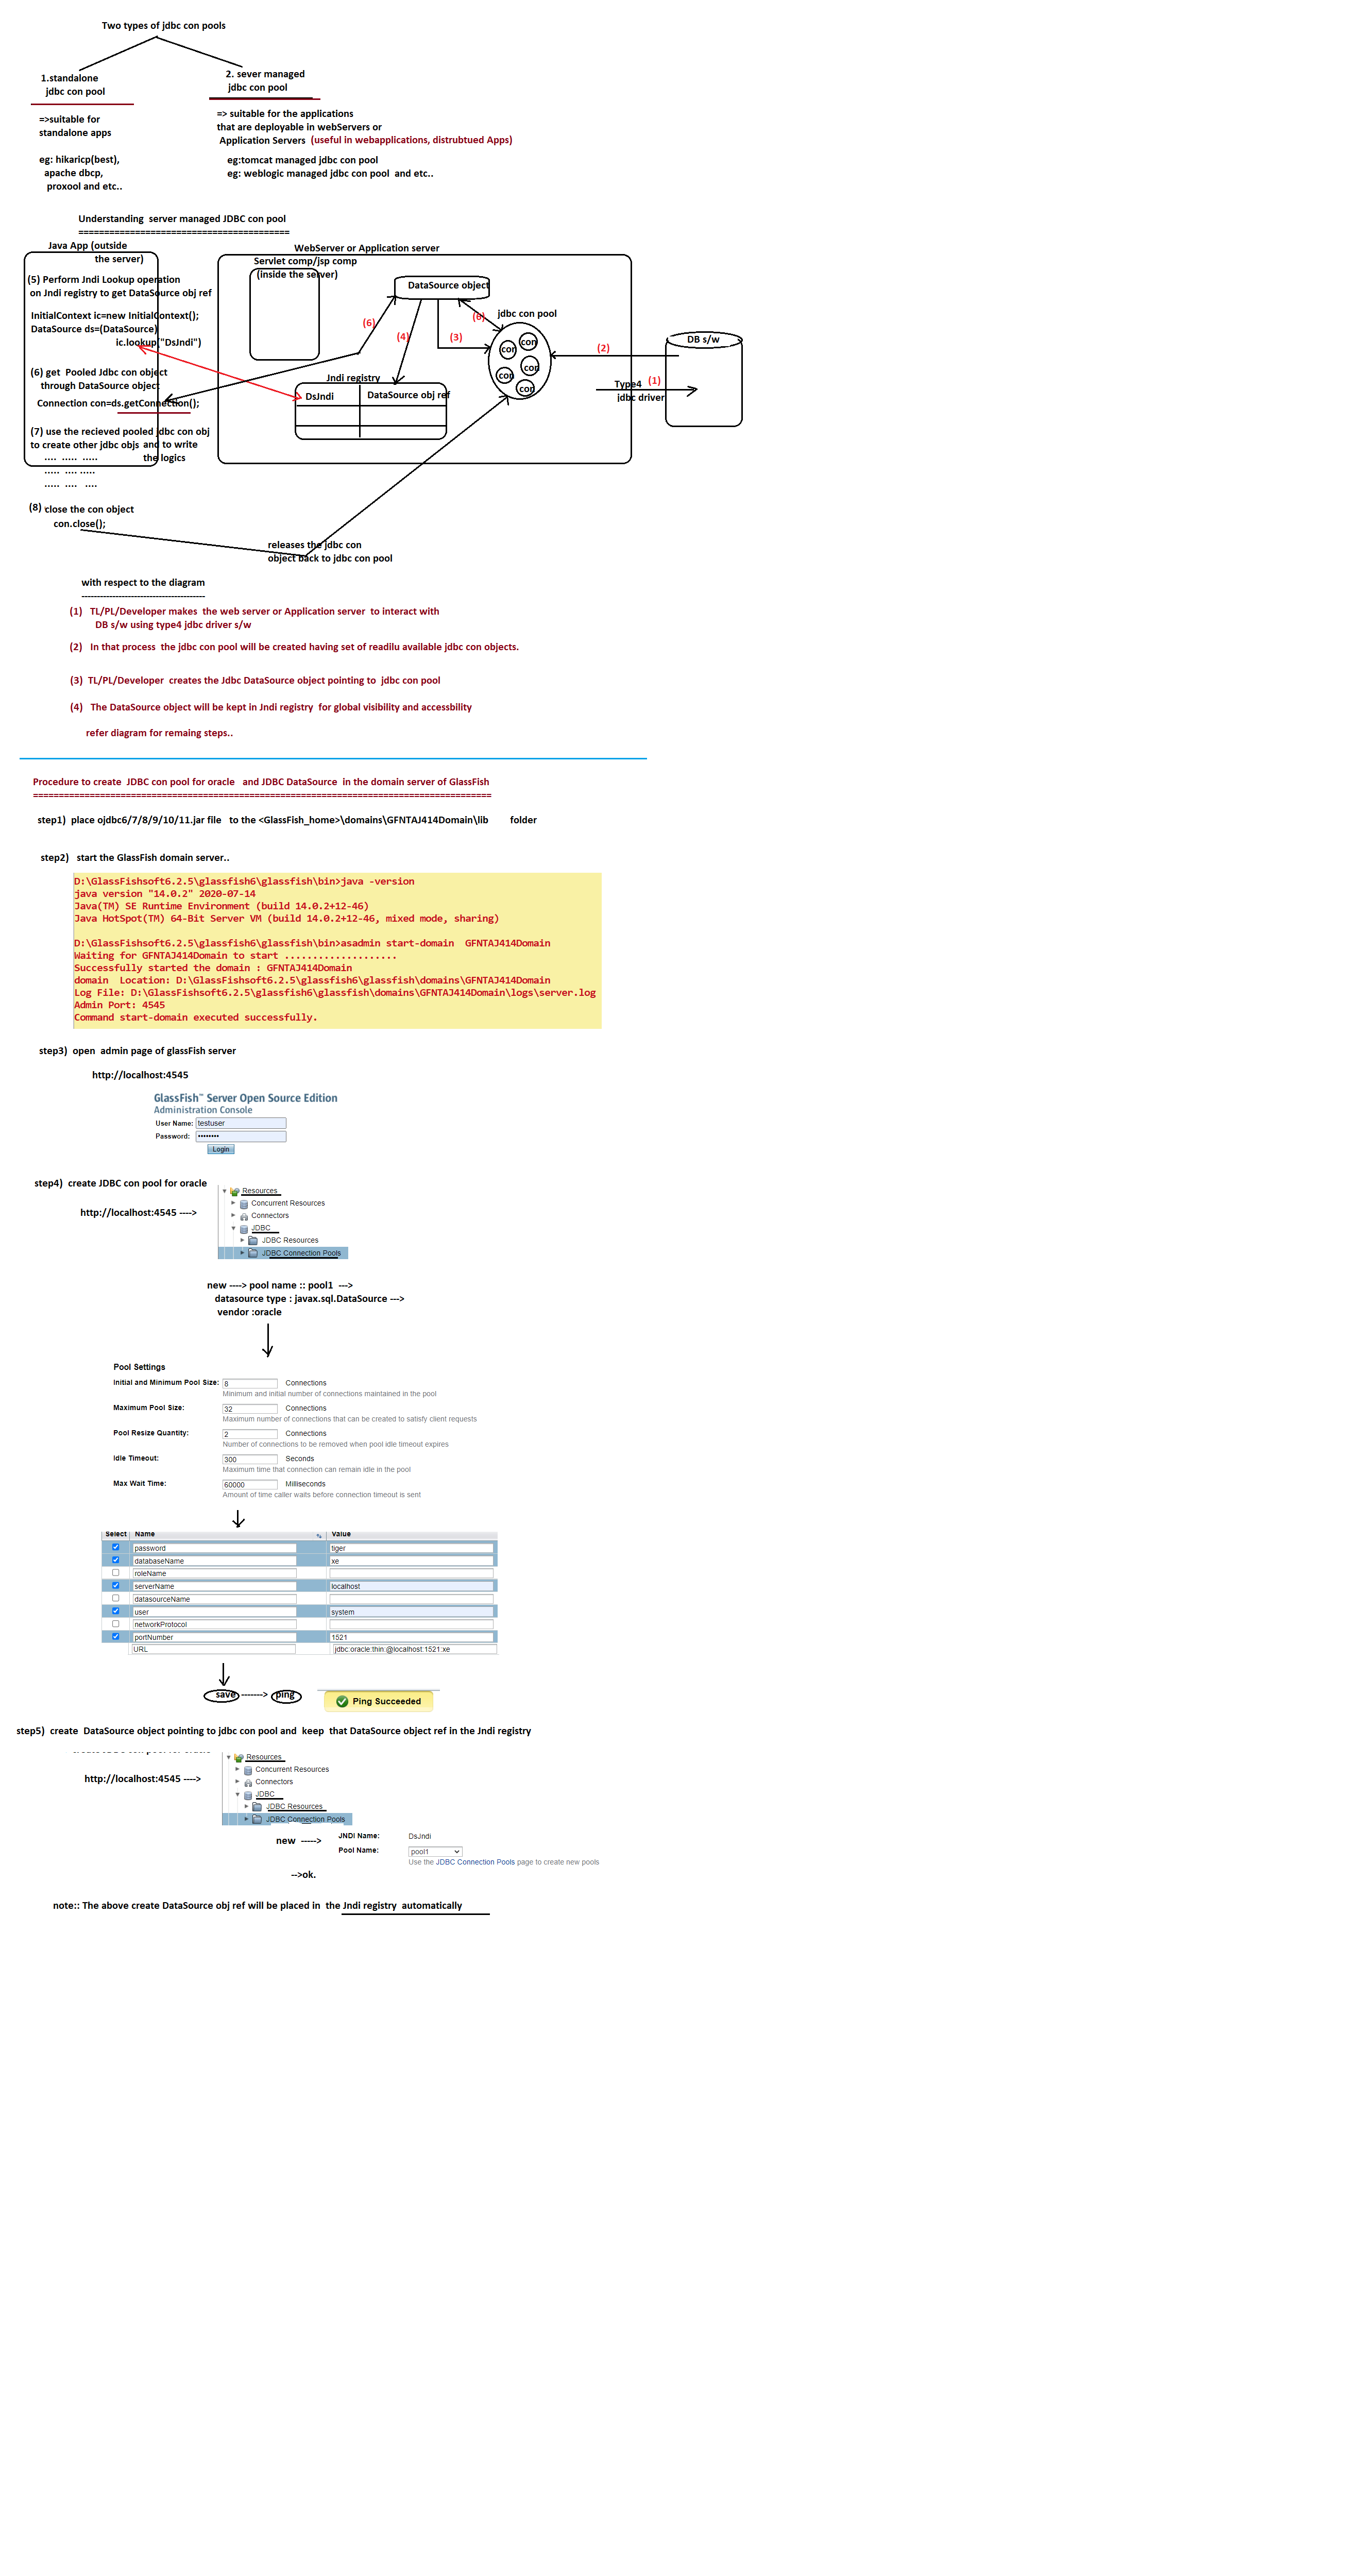 Two types of jdbc con pools
1.standalone
jdbc con pool
2. sever managed
jdbc con pool
=>suitable for
standalone apps
eg: hikaricp(best),
apache dbcp,
proxool and etc..
=> suitable for the applications
that are deployable in webServers or
Application Servers (useful in webapplications, distrubtued Apps)
eg:tomcat managed jdbc con pool
eg: weblogic managed jdbc con pool and etc..
Understanding server managed JDBC con pool
=========================================
Java App (outside
the server)
(5) Perform Jndi Lookup operation
on Jndi registry to get DataSource obj ref
InitialContext ic=new InitialContext();
DataSource ds=(DataSource)
ic.lookup("DsJndi")
(6) get Pooled Jdbc con object
through DataSource object
Connection con=ds.getConnection();
(7) use the recieved pooled jdbc con obj
to create other jdbc objs and to write
the logics
.... ..... .....
..... .... .....
..... .... ....
(8) close the con object
con.close();
WebServer or Application server
Servlet comp/jsp comp
(inside the server)
DataSource object
jdbc con pool
(6)
(4)
(3)
(6)
con
con
con
con
con
(2)
DB s/w
Type4 (1)
jdbc driver
Jndi registry
DsJndi
DataSource obj ref
releases the jdbc con
object back to jdbc con pool
with respect to the diagram
----------------------------------------
(1) TL/PL/Developer makes the web server or Application server to interact with
DB s/w using type4 jdbc driver s/w
(2) In that process the jdbc con pool will be created having set of readilu available jdbc con objects.
(3) TL/PL/Developer creates the Jdbc DataSource object pointing to jdbc con pool
(4) The DataSource object will be kept in Jndi registry for global visibility and accessbility
refer diagram for remaing steps..
Procedure to create JDBC con pool for oracle and JDBC DataSource in the domain server of GlassFish
=========================================================================================
step1) place ojdbc6/7/8/9/10/11.jar file to the <GlassFish_home>\domains\GFNTAJ414Domain\lib folder
step2) start the GlassFish domain server..
D:\GlassFishsoft6.2.5\glassfish6\glassfish\bin>java -version
java version "14.0.2" 2020-07-14
Java(TM) SE Runtime Environment (build 14.0.2+12-46)
Java HotSpot(TM) 64-Bit Server VM (build 14.0.2+12-46, mixed mode, sharing)
D:\GlassFishsoft6.2.5\glassfish6\glassfish\bin>asadmin start-domain GFNTAJ414Domain
Waiting for GFNTAJ414Domain to start ....................
Successfully started the domain : GFNTAJ414Domain
domain Location: D:\GlassFishsoft6.2.5\glassfish6\glassfish\domains\GFNTAJ414Domain
Log File: D:\GlassFishsoft6.2.5\glassfish6\glassfish\domains\GFNTAJ414Domain\logs\server.log
Admin Port: 4545
Command start-domain executed successfully.
step3) open admin page of glassFish server
http://localhost:4545
GlassFish™ Server Open Source Edition
Administration Console
User Name: testuser
Password: ••••••••
Login
step4) create JDBC con pool for oracle
http://localhost:4545 ---->
Resources
Concurrent Resources
Connectors
JDBC
JDBC Resources
JDBC Connection Pools
new ----> pool name :: pool1 --->
datasource type : javax.sql.DataSource --->
vendor :oracle
Pool Settings
Initial and Minimum Pool Size: 8 Connections
Minimum and initial number of connections maintained in the pool
Maximum Pool Size: 32 Connections
Maximum number of connections that can be created to satisfy client requests
Pool Resize Quantity: 2 Connections
Number of connections to be removed when pool idle timeout expires
Idle Timeout: 300 Seconds
Maximum time that connection can remain idle in the pool
Max Wait Time: 60000 Milliseconds
Amount of time caller waits before connection timeout is sent
Select Name Value
password tiger
databaseName xe
roleName
serverName localhost
datasourceName
user system
networkProtocol
portNumber 1521
URL jdbc:oracle:thin:@localhost:1521:xe
save -------> ping
Ping Succeeded
step5) create DataSource object pointing to jdbc con pool and keep that DataSource object ref in the Jndi registry
http://localhost:4545 ---->
Resources
Concurrent Resources
Connectors
JDBC
JDBC Resources
JDBC Connection Pools
new ----->
JNDI Name: DsJndi
Pool Name: pool1
Use the JDBC Connection Pools page to create new pools
-->ok.
note:: The above create DataSource obj ref will be placed in the Jndi registry automatically